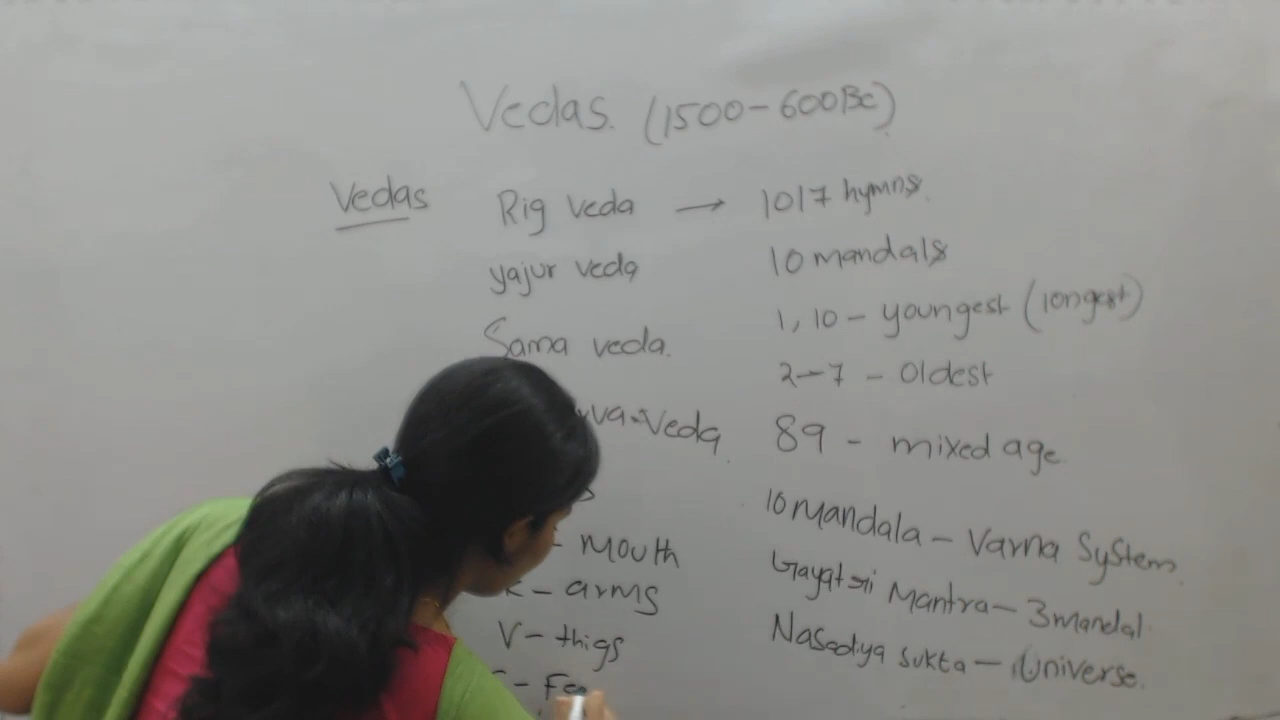 Vedas. (1500-600BC)
Vedas Rig Veda → 1017 hymns.
yajur veda 10 mandals
Sama veda. 1, 10 - youngest (longest)
2-7 - Oldest
Veda 89 - mixed age.
10 Mandala - Varna System.
- Mouth Gayatri Mantra - 3 mandal
- arms Nasadiya sukta - Universe.
V - thigs